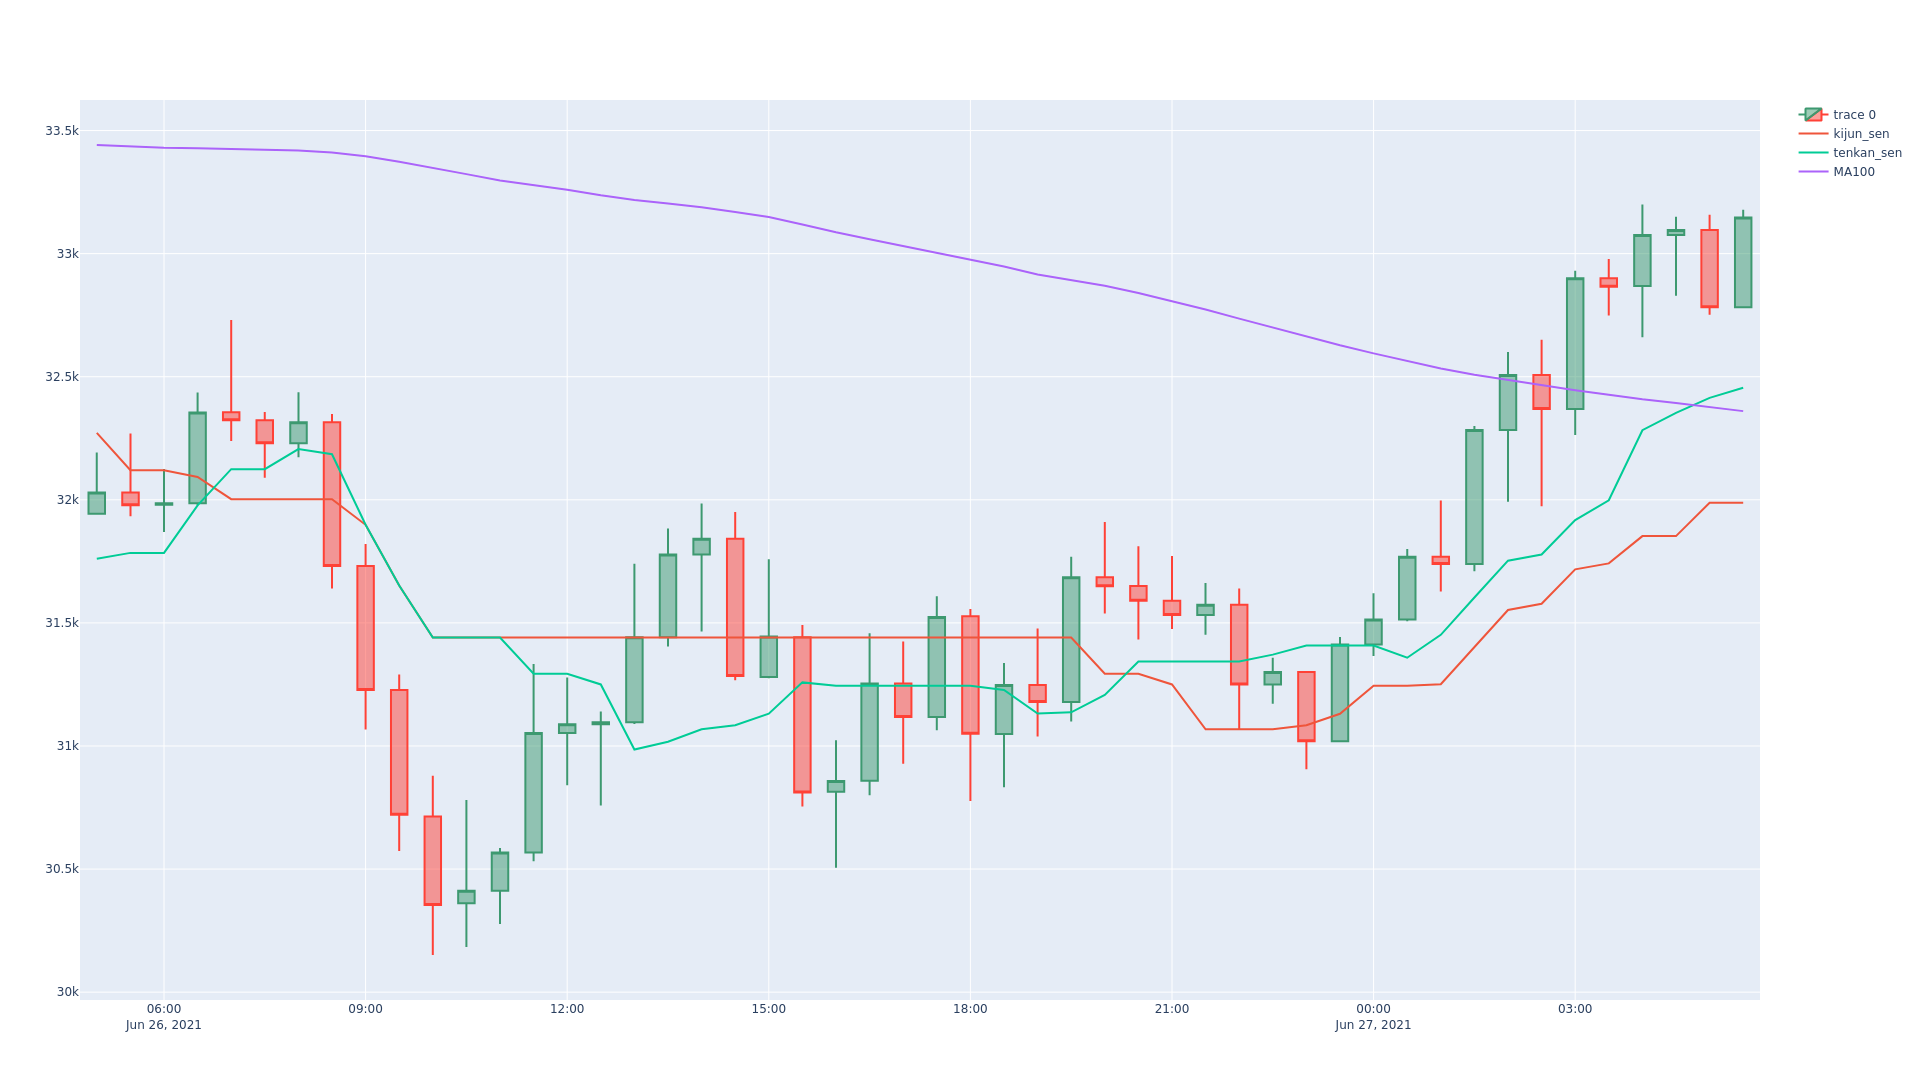 33.5k
33k
32.5k
32k
31.5k
31k
30.5k
30k
06:00
Jun 26, 2021
09:00
12:00
15:00
18:00
21:00
00:00
Jun 27, 2021
03:00
trace 0
kijun_sen
tenkan_sen
MA100